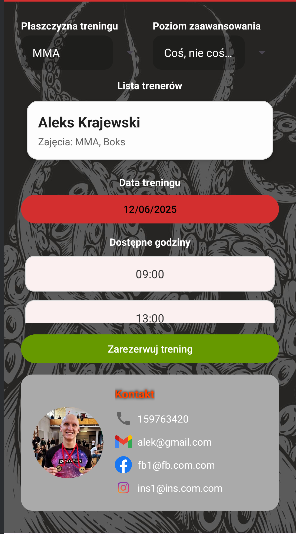 Płaszczyzna treningu
Poziom zaawansowania
MMA
Coś, nie coś...
Lista trenerów
Aleks Krajewski
Zajęcia: MMA, Boks
Data treningu
12/06/2025
Dostępne godziny
09:00
13:00
Zarezerwuj trening
Kontakt
159763420
alek@gmail.com
fb1@fb.com.com
ins1@ins.com.com